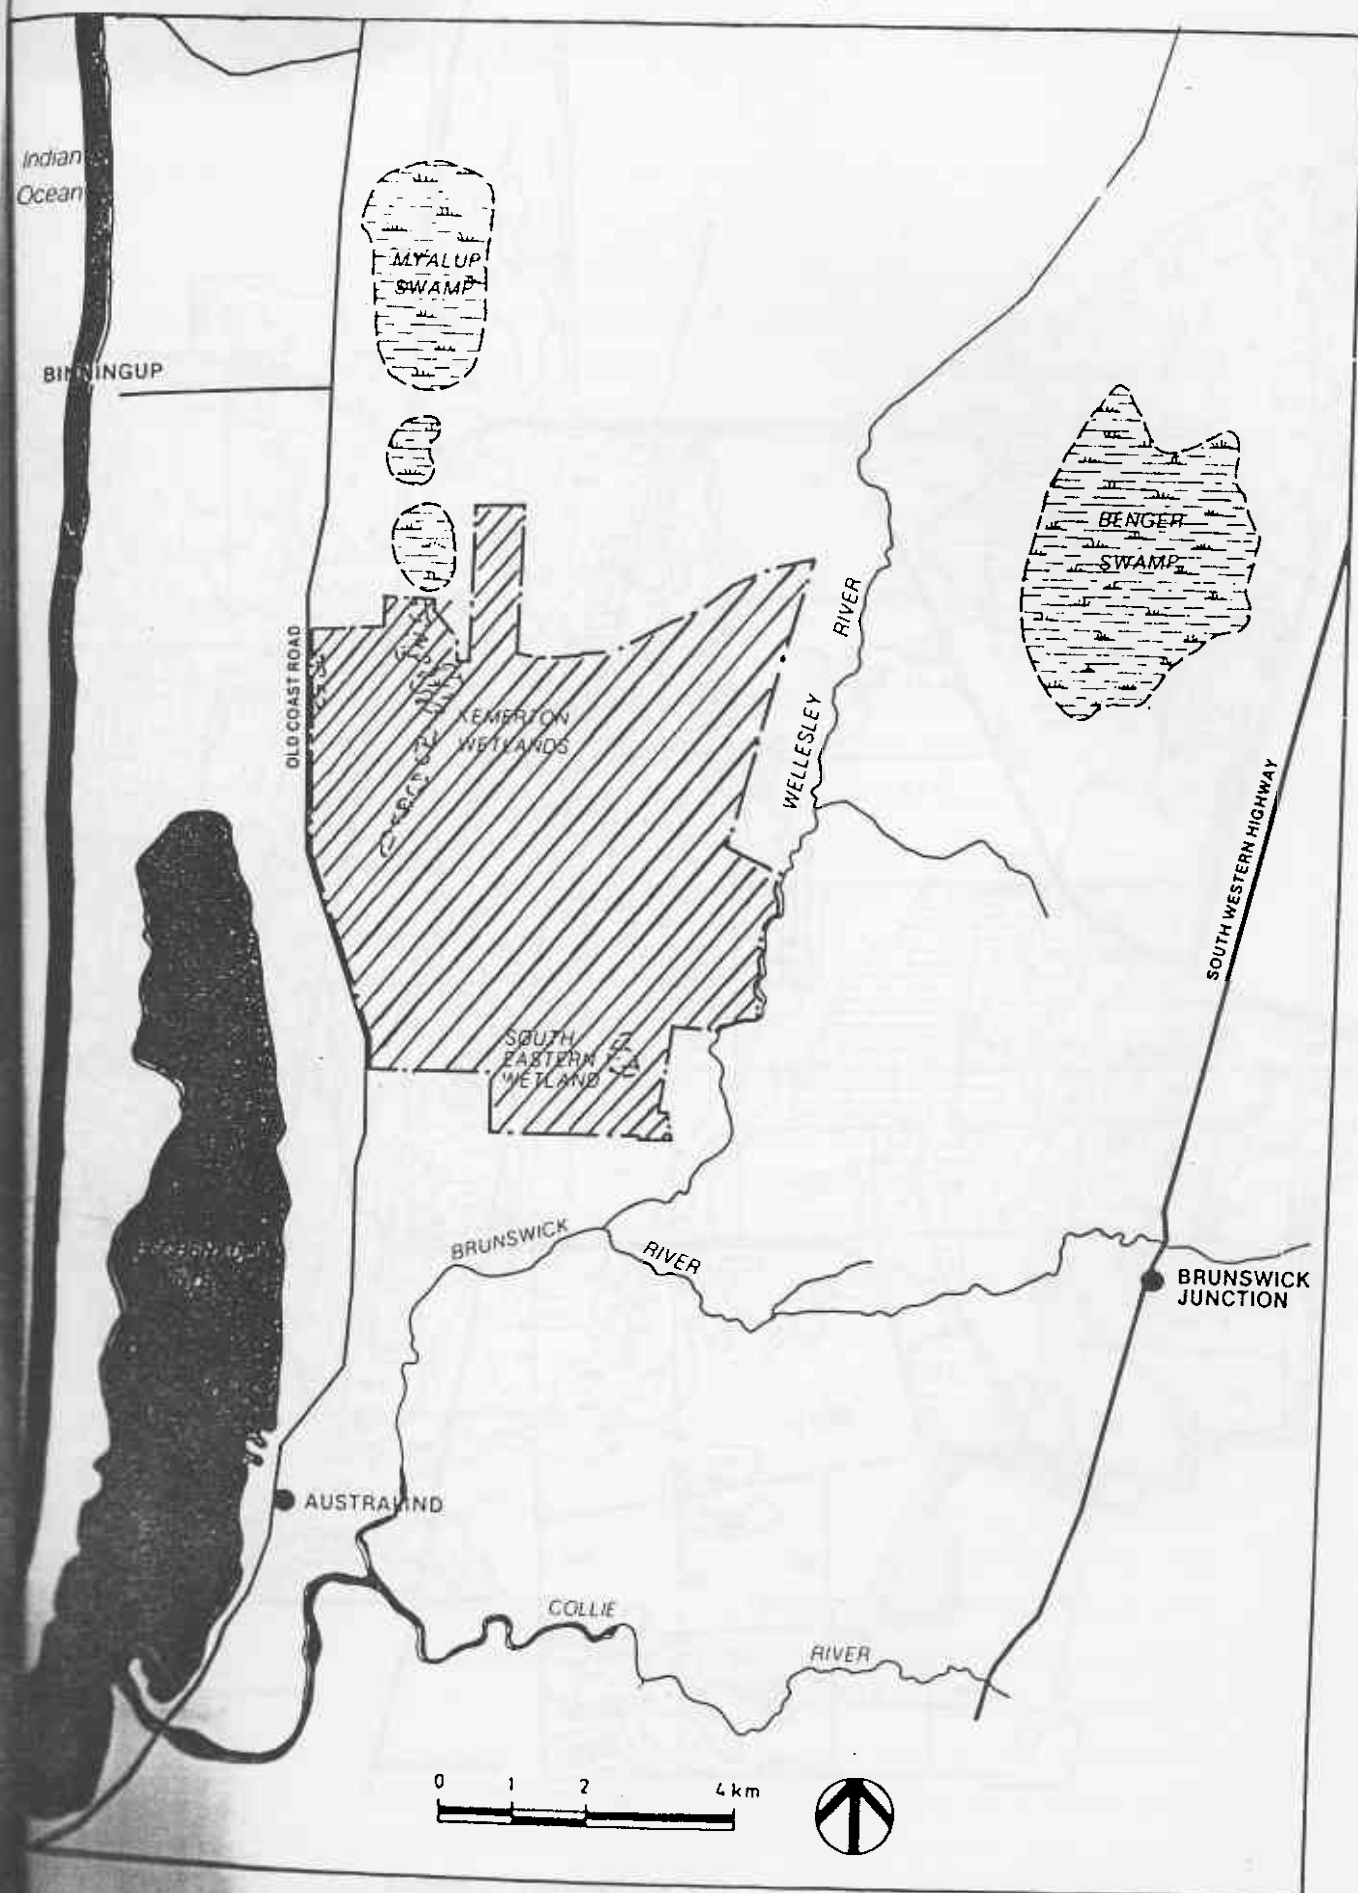 Indian
Ocean
MYALUP
SWAMP
BINNINGUP
BENGER
SWAMP
OLD COAST ROAD
KEMERTON
WETLANDS
WELLESLEY
RIVER
SOUTH WESTERN HIGHWAY
SOUTH
EASTERN
WETLAND
BRUNSWICK
RIVER
BRUNSWICK
JUNCTION
AUSTRALIND
COLLIE
RIVER
0 1 2 4 km